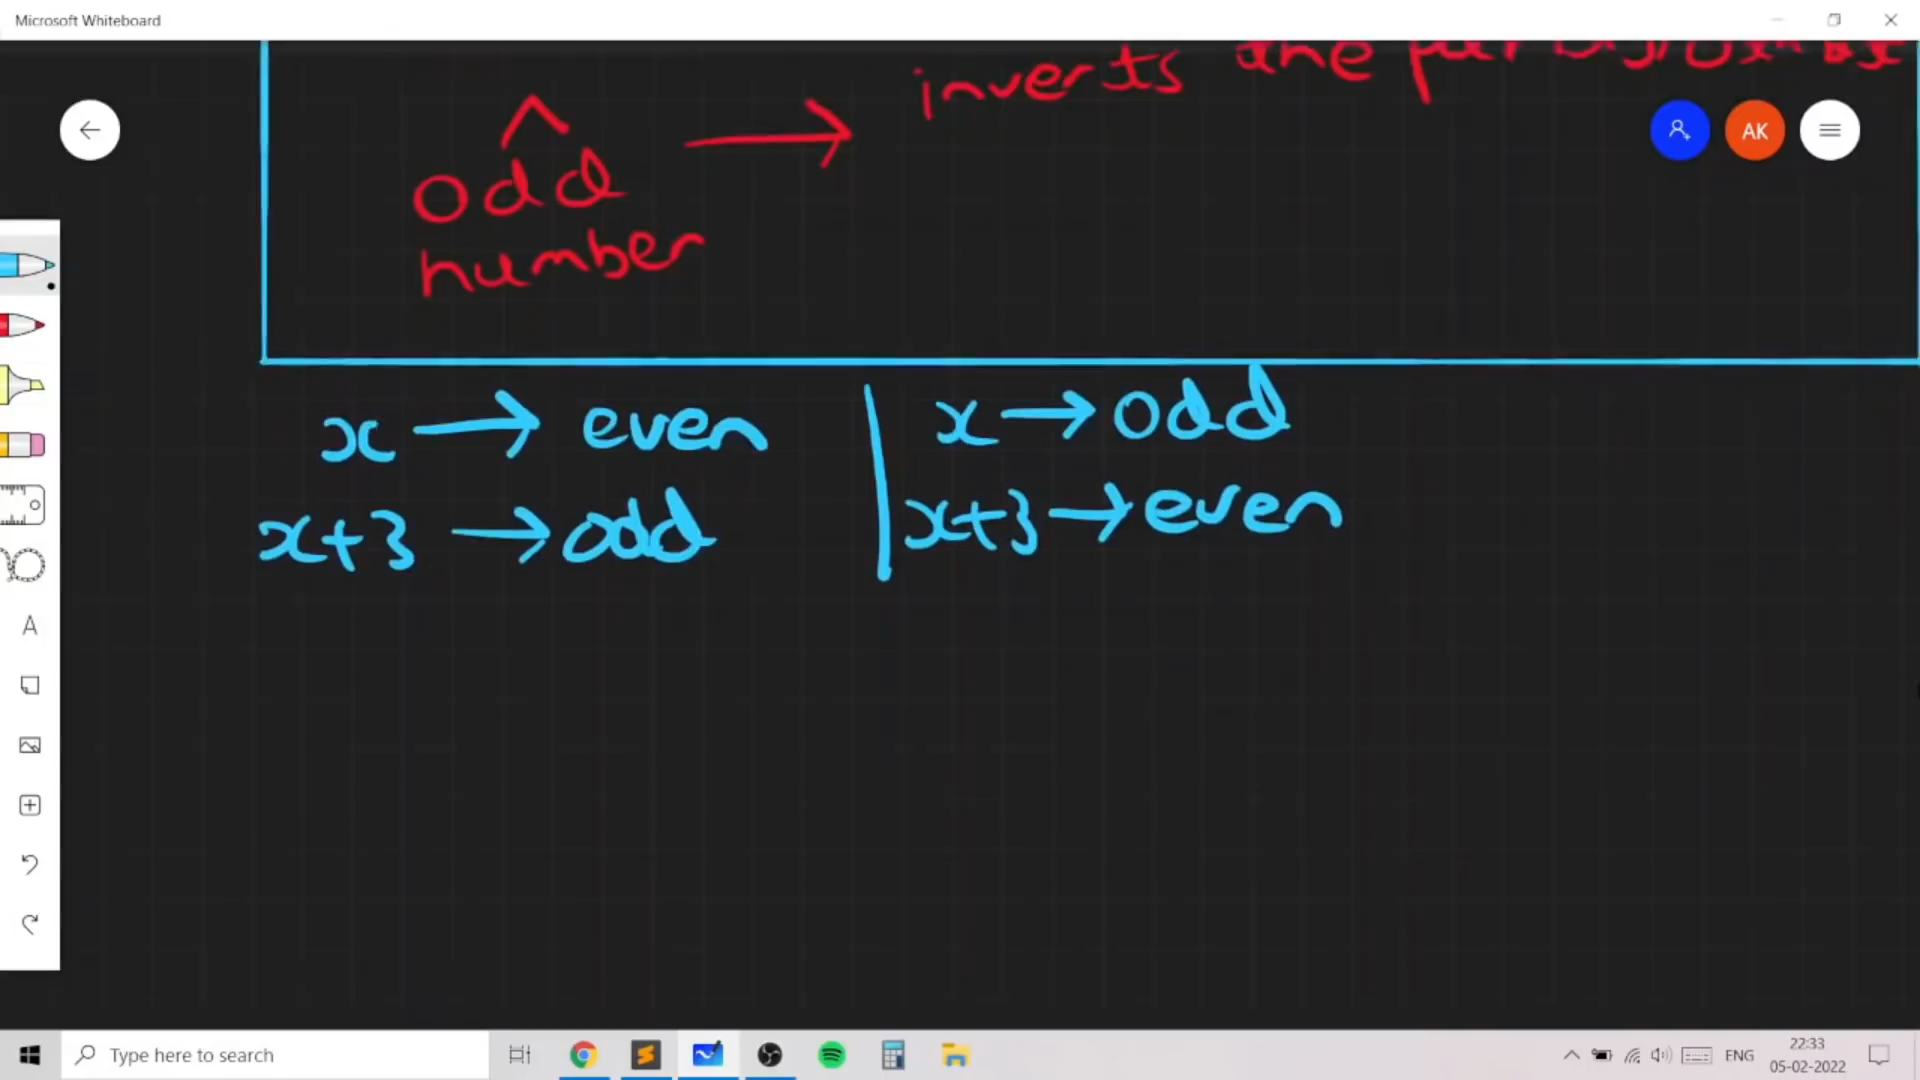 Microsoft Whiteboard
inverts the
^
AK
odd
number
x → even
x → odd
x+3 → odd
x+3 → even
A
Type here to search
ENG
22:33
05-02-2022